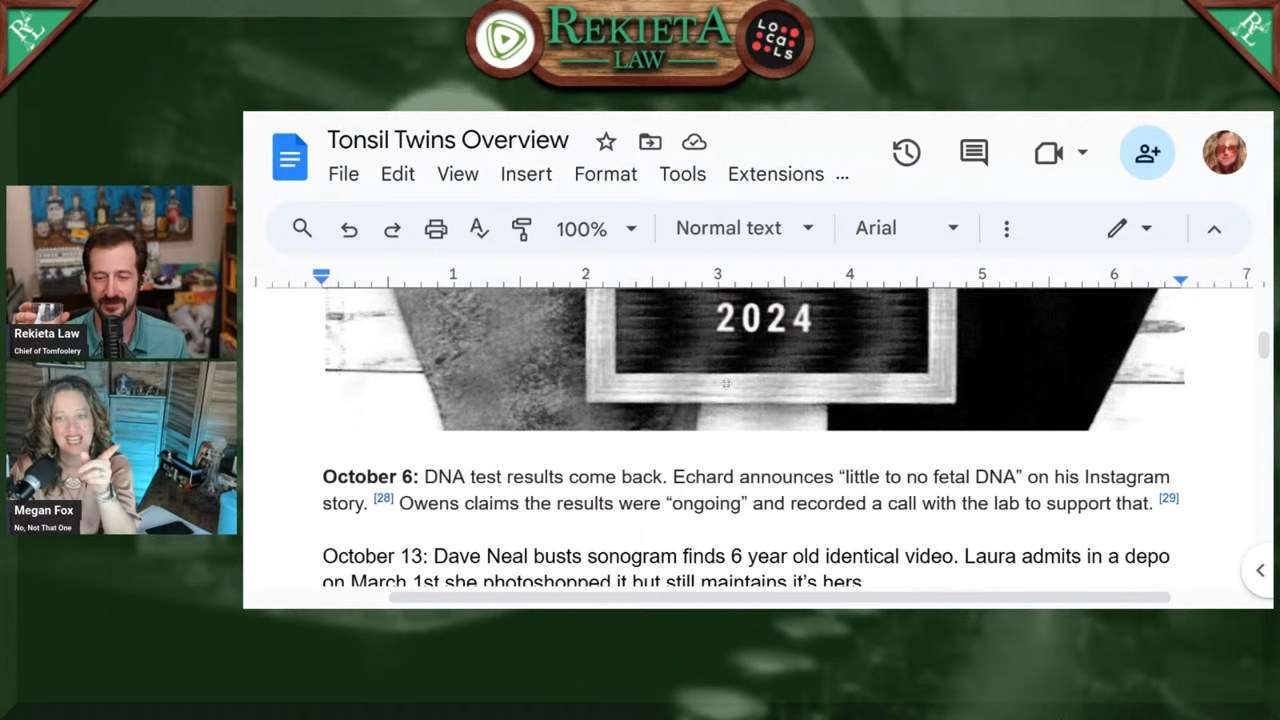 REKIETA
LAW
LOCALS
RL
RL
Tonsil Twins Overview
File Edit View Insert Format Tools Extensions ...
100% Normal text Arial
1 2 3 4 5 6 7
2024
October 6: DNA test results come back. Echard announces “little to no fetal DNA” on his Instagram
story. [28] Owens claims the results were “ongoing” and recorded a call with the lab to support that. [29]
October 13: Dave Neal busts sonogram finds 6 year old identical video. Laura admits in a depo
on March 1st she photoshopped it but still maintains it’s hers
Rekieta Law
Chief of Tomfoolery
Megan Fox
No, Not That One